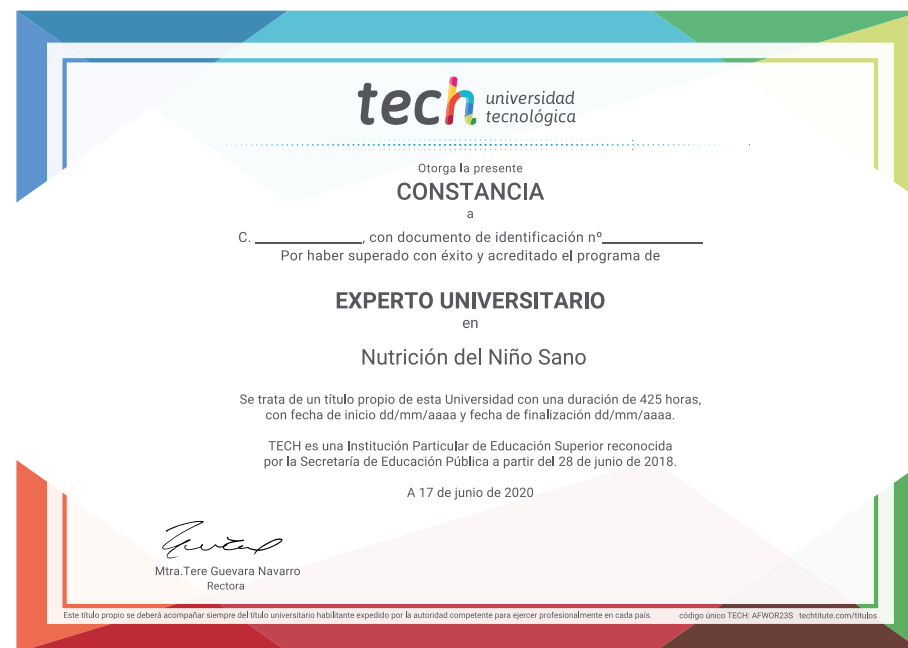 tech universidad
tecnológica
Otorga la presente
CONSTANCIA
a
C. ____________, con documento de identificación nº____________
Por haber superado con éxito y acreditado el programa de
EXPERTO UNIVERSITARIO
en
Nutrición del Niño Sano
Se trata de un título propio de esta Universidad con una duración de 425 horas,
con fecha de inicio dd/mm/aaaa y fecha de finalización dd/mm/aaaa.
TECH es una Institución Particular de Educación Superior reconocida
por la Secretaría de Educación Pública a partir del 28 de junio de 2018.
A 17 de junio de 2020
Mtra.Tere Guevara Navarro
Rectora
Este título propio se deberá acompañar siempre del título universitario habilitante expedido por la autoridad competente para ejercer profesionalmente en cada país. código único TECH: AFWOR23S techtitute.com/títulos